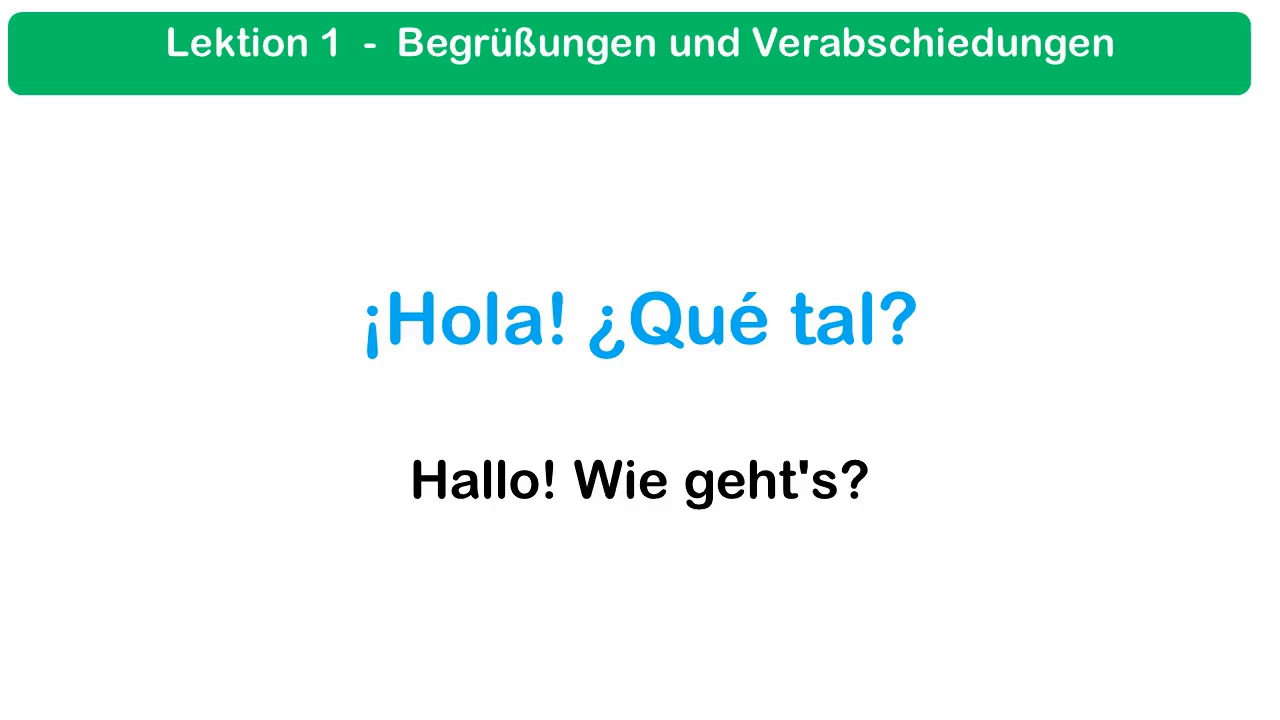 Lektion 1 - Begrüßungen und Verabschiedungen
¡Hola! ¿Qué tal?
Hallo! Wie geht's?